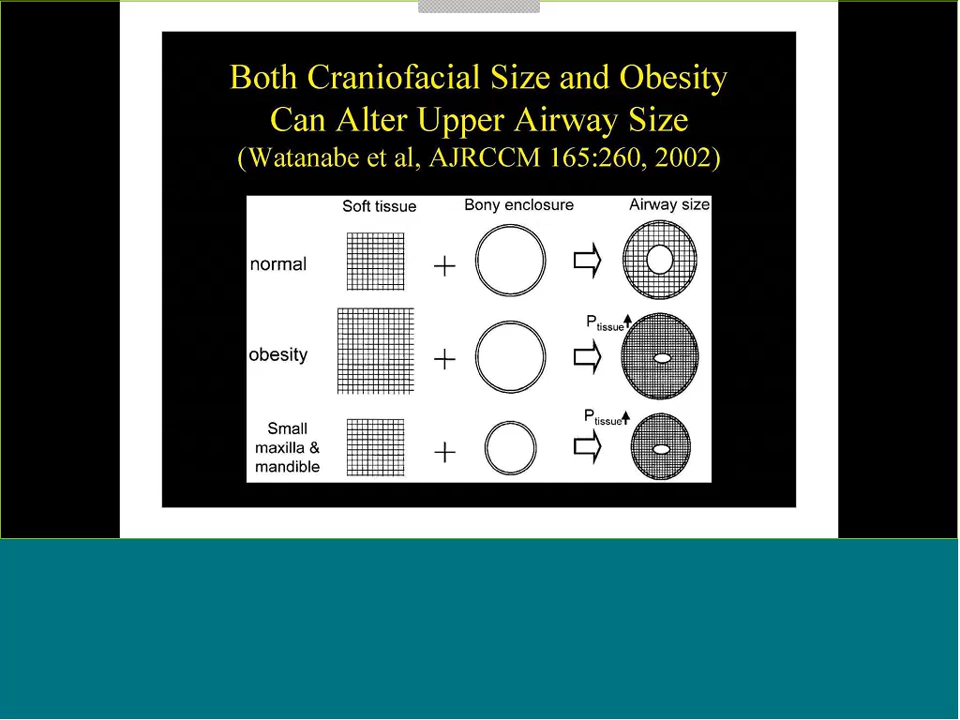 Both Craniofacial Size and Obesity
Can Alter Upper Airway Size
(Watanabe et al, AJRCCM 165:260, 2002)
Soft tissue Bony enclosure Airway size
normal + 
Ptissue
obesity +
Ptissue
Small
maxilla & +
mandible